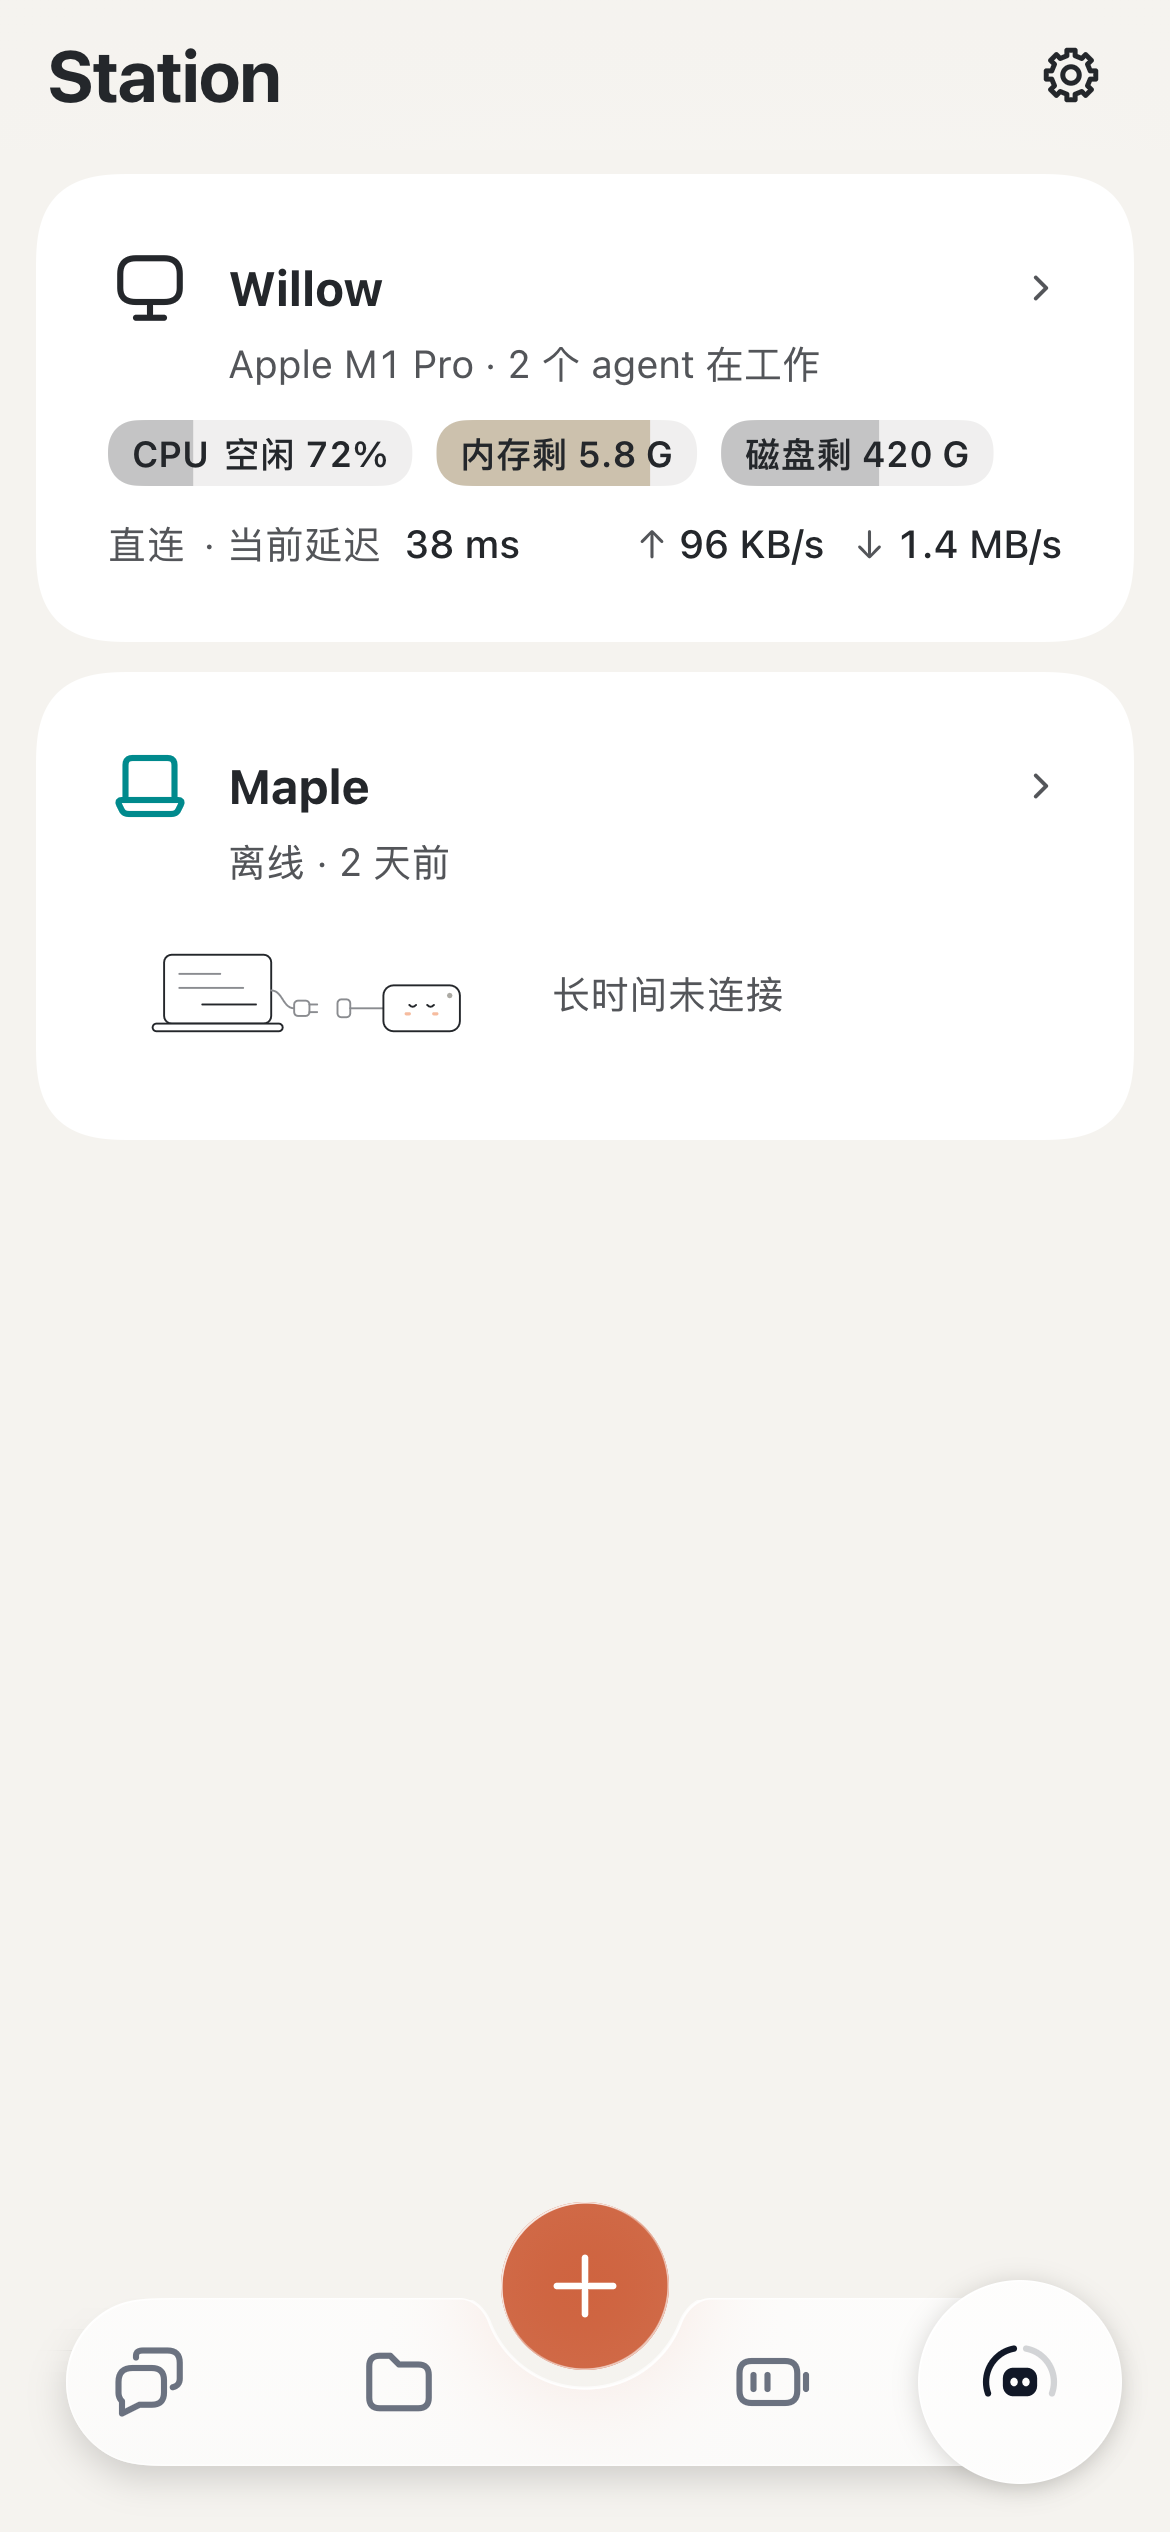 Station
Willow
Apple M1 Pro · 2 个 agent 在工作
CPU 空闲 72% 内存剩 5.8 G 磁盘剩 420 G
直连 · 当前延迟 38 ms ↑ 96 KB/s ↓ 1.4 MB/s
Maple
离线 · 2 天前
长时间未连接